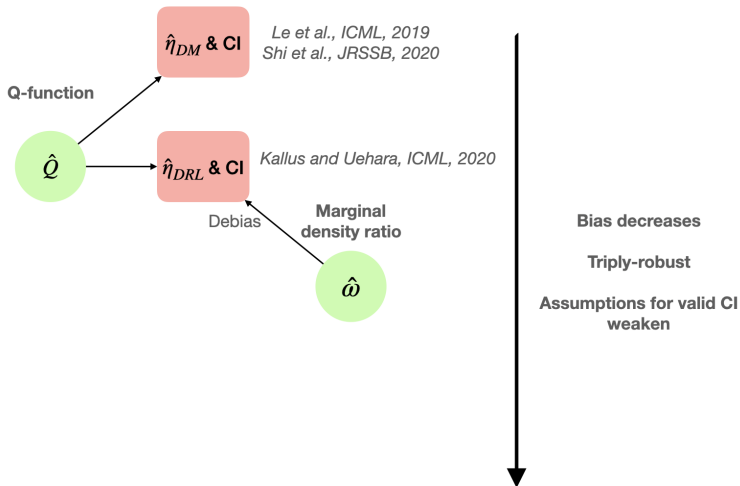 η̂_DM & CI
Le et al., ICML, 2019
Shi et al., JRSSB, 2020
Q-function
Q̂
η̂_DRL & CI
Kallus and Uehara, ICML, 2020
Debias
Marginal
density ratio
ω̂
Bias decreases
Triply-robust
Assumptions for valid CI
weaken